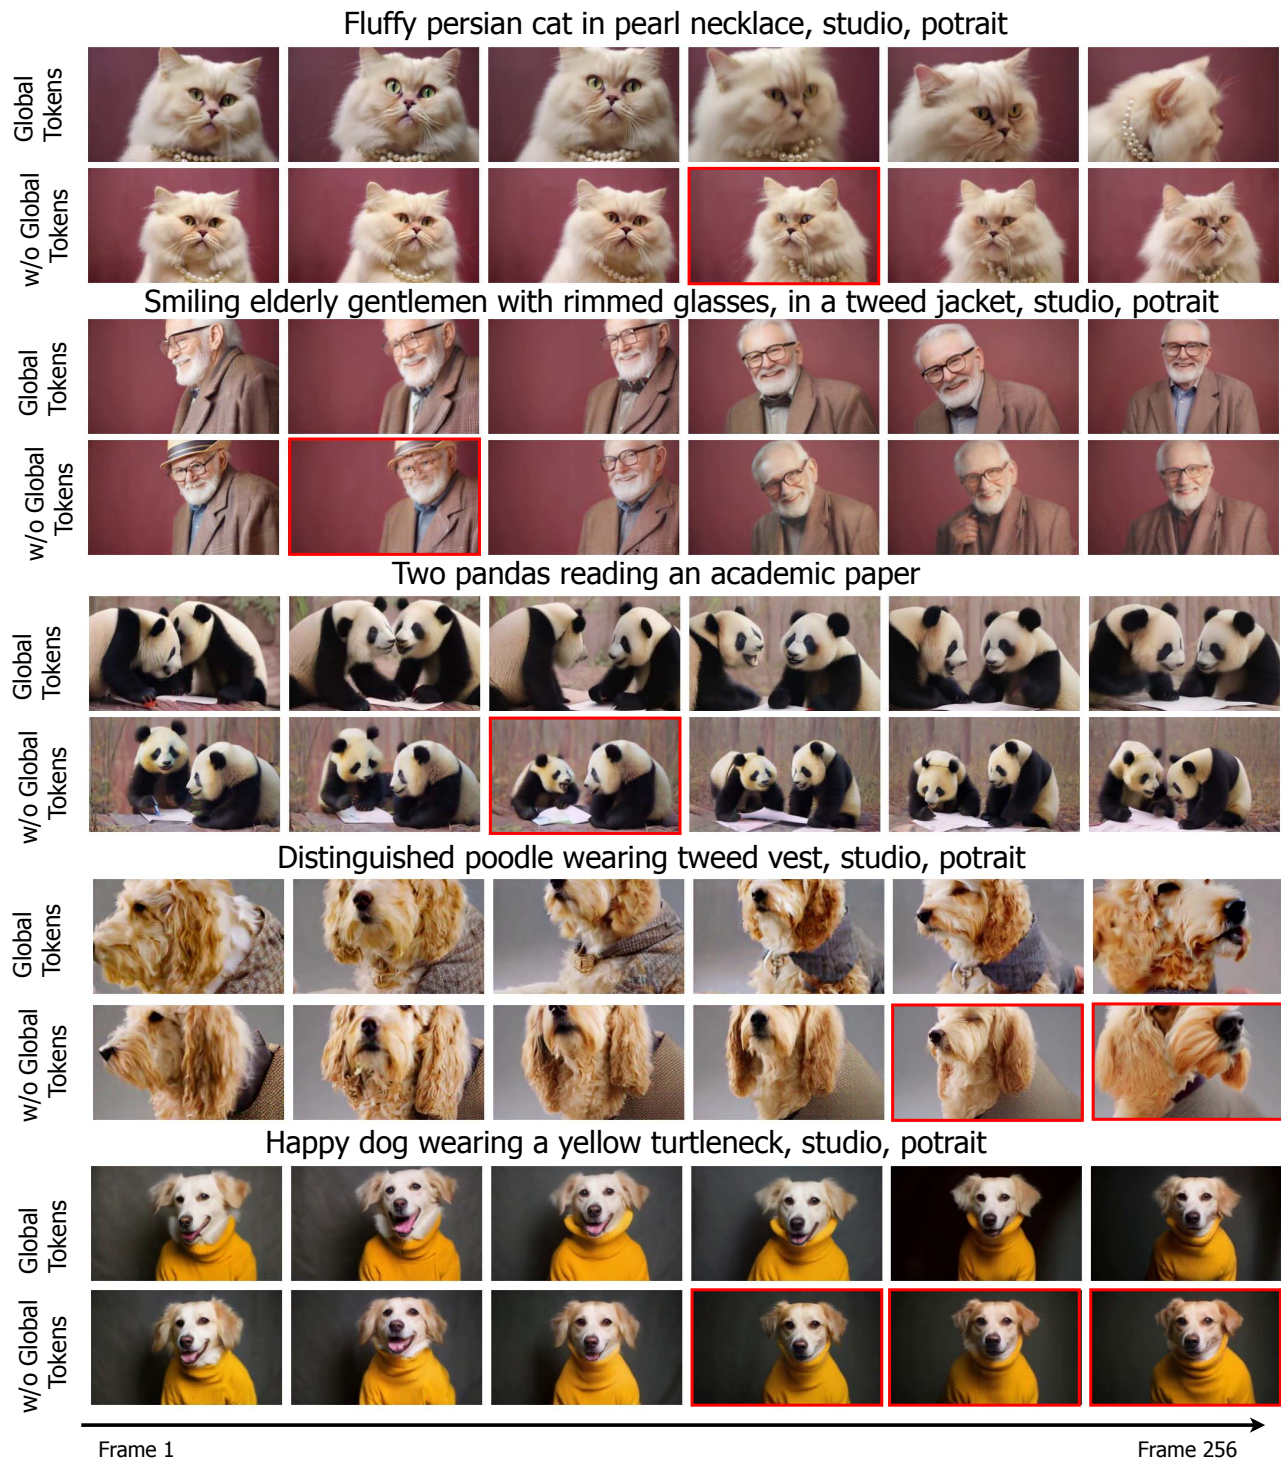 Fluffy persian cat in pearl necklace, studio, potrait
Global
Tokens
w/o Global
Tokens
Smiling elderly gentlemen with rimmed glasses, in a tweed jacket, studio, potrait
Global
Tokens
w/o Global
Tokens
Two pandas reading an academic paper
Global
Tokens
w/o Global
Tokens
Distinguished poodle wearing tweed vest, studio, potrait
Global
Tokens
w/o Global
Tokens
Happy dog wearing a yellow turtleneck, studio, potrait
Global
Tokens
w/o Global
Tokens
Frame 1
Frame 256